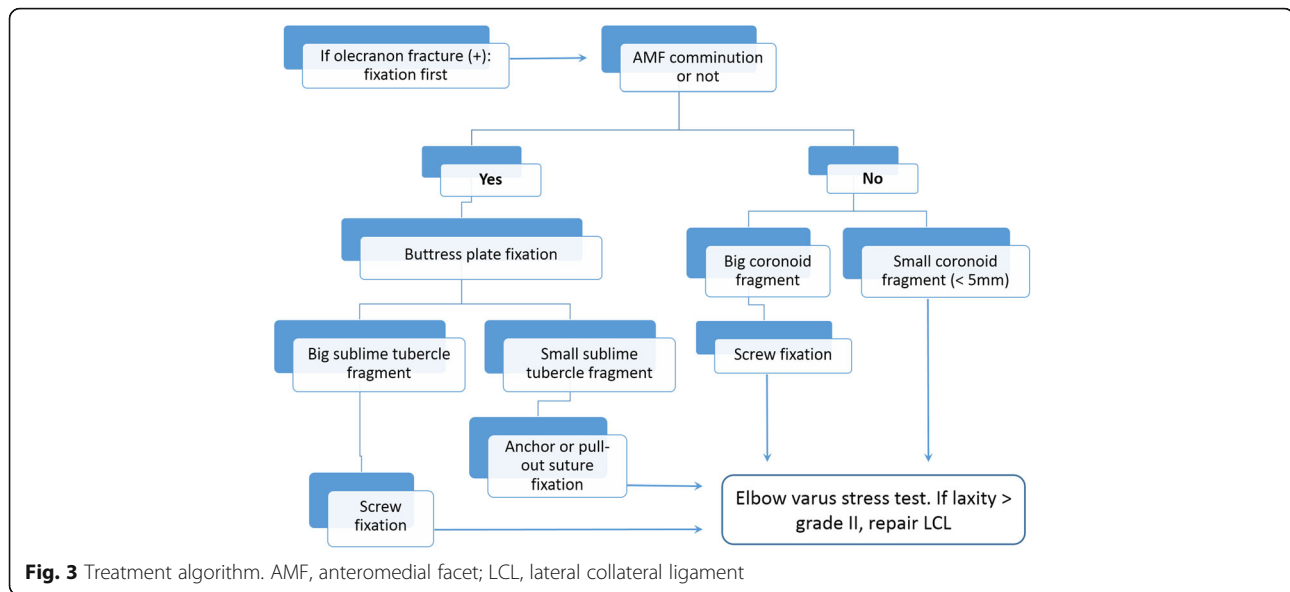 If olecranon fracture (+):
fixation first
AMF comminution
or not
Yes
No
Buttress plate fixation
Big coronoid
fragment
Small coronoid
fragment (< 5mm)
Big sublime tubercle
fragment
Small sublime
tubercle fragment
Screw fixation
Anchor or pull-
out suture
fixation
Screw
fixation
Elbow varus stress test. If laxity >
grade II, repair LCL
Fig. 3 Treatment algorithm. AMF, anteromedial facet; LCL, lateral collateral ligament